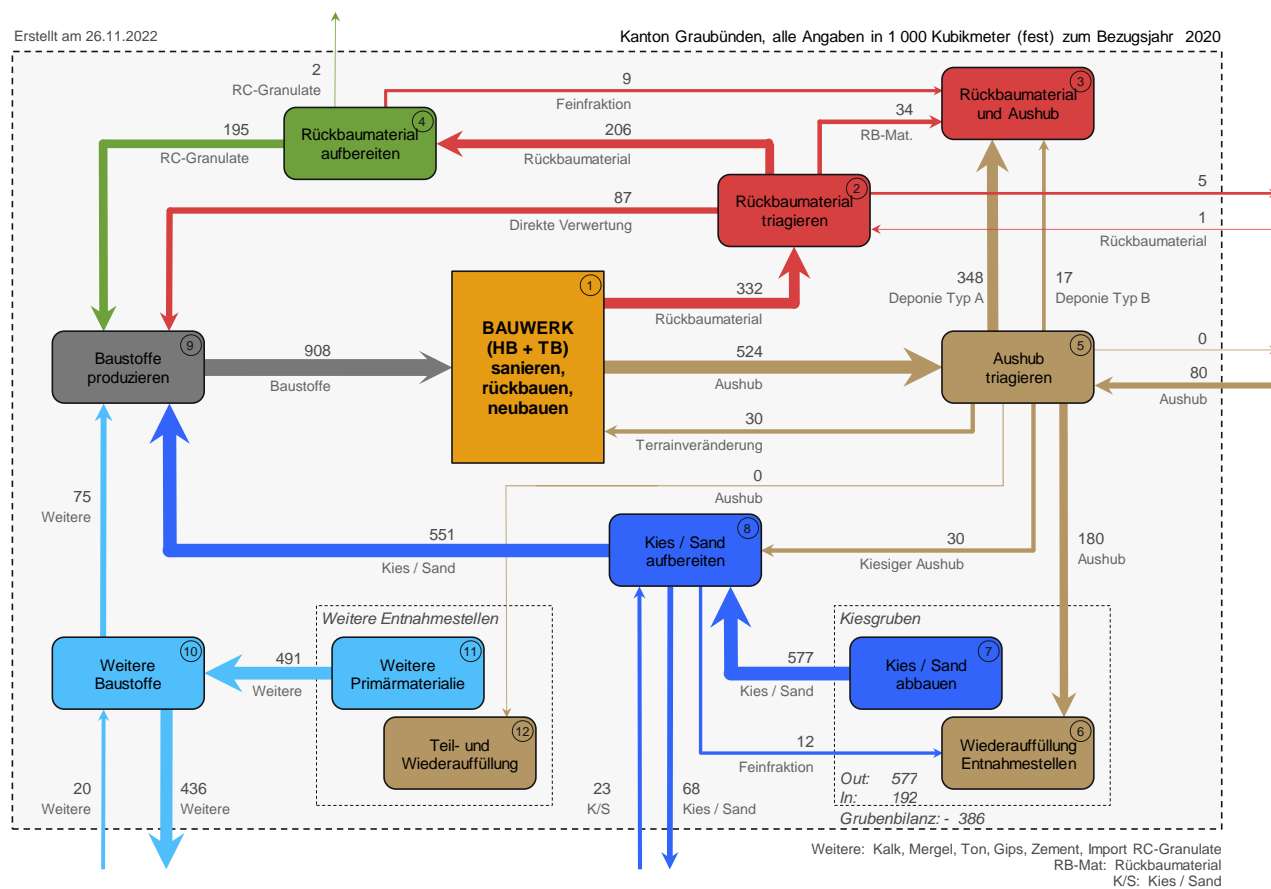 Erstellt am 26.11.2022
Kanton Graubünden, alle Angaben in 1 000 Kubikmeter (fest) zum Bezugsjahr 2020
2
RC-Granulate
9
Feinfraktion
3
Rückbaumaterial
und Aushub
4
Rückbaumaterial
aufbereiten
195
RC-Granulate
206
Rückbaumaterial
34
RB-Mat.
2
Rückbaumaterial
triagieren
5
1
Rückbaumaterial
87
Direkte Verwertung
348
Deponie Typ A
17
Deponie Typ B
1
BAUWERK
(HB + TB)
sanieren,
rückbauen,
neubauen
332
Rückbaumaterial
9
Baustoffe
produzieren
908
Baustoffe
524
Aushub
5
Aushub
triagieren
0
80
Aushub
30
Terrainveränderung
0
Aushub
75
Weitere
551
Kies / Sand
8
Kies / Sand
aufbereiten
30
Kiesiger Aushub
180
Aushub
Weitere Entnahmestellen
Kiesgruben
10
Weitere
Baustoffe
491
Weitere
11
Weitere
Primärmaterialie
577
Kies / Sand
7
Kies / Sand
abbauen
12
Teil- und
Wiederauffüllung
12
Feinfraktion
6
Wiederauffüllung
Entnahmestellen
20
Weitere
436
Weitere
23
K/S
68
Kies / Sand
Out: 577
In: 192
Grubenbilanz: - 386
Weitere: Kalk, Mergel, Ton, Gips, Zement, Import RC-Granulate
RB-Mat: Rückbaumaterial
K/S: Kies / Sand